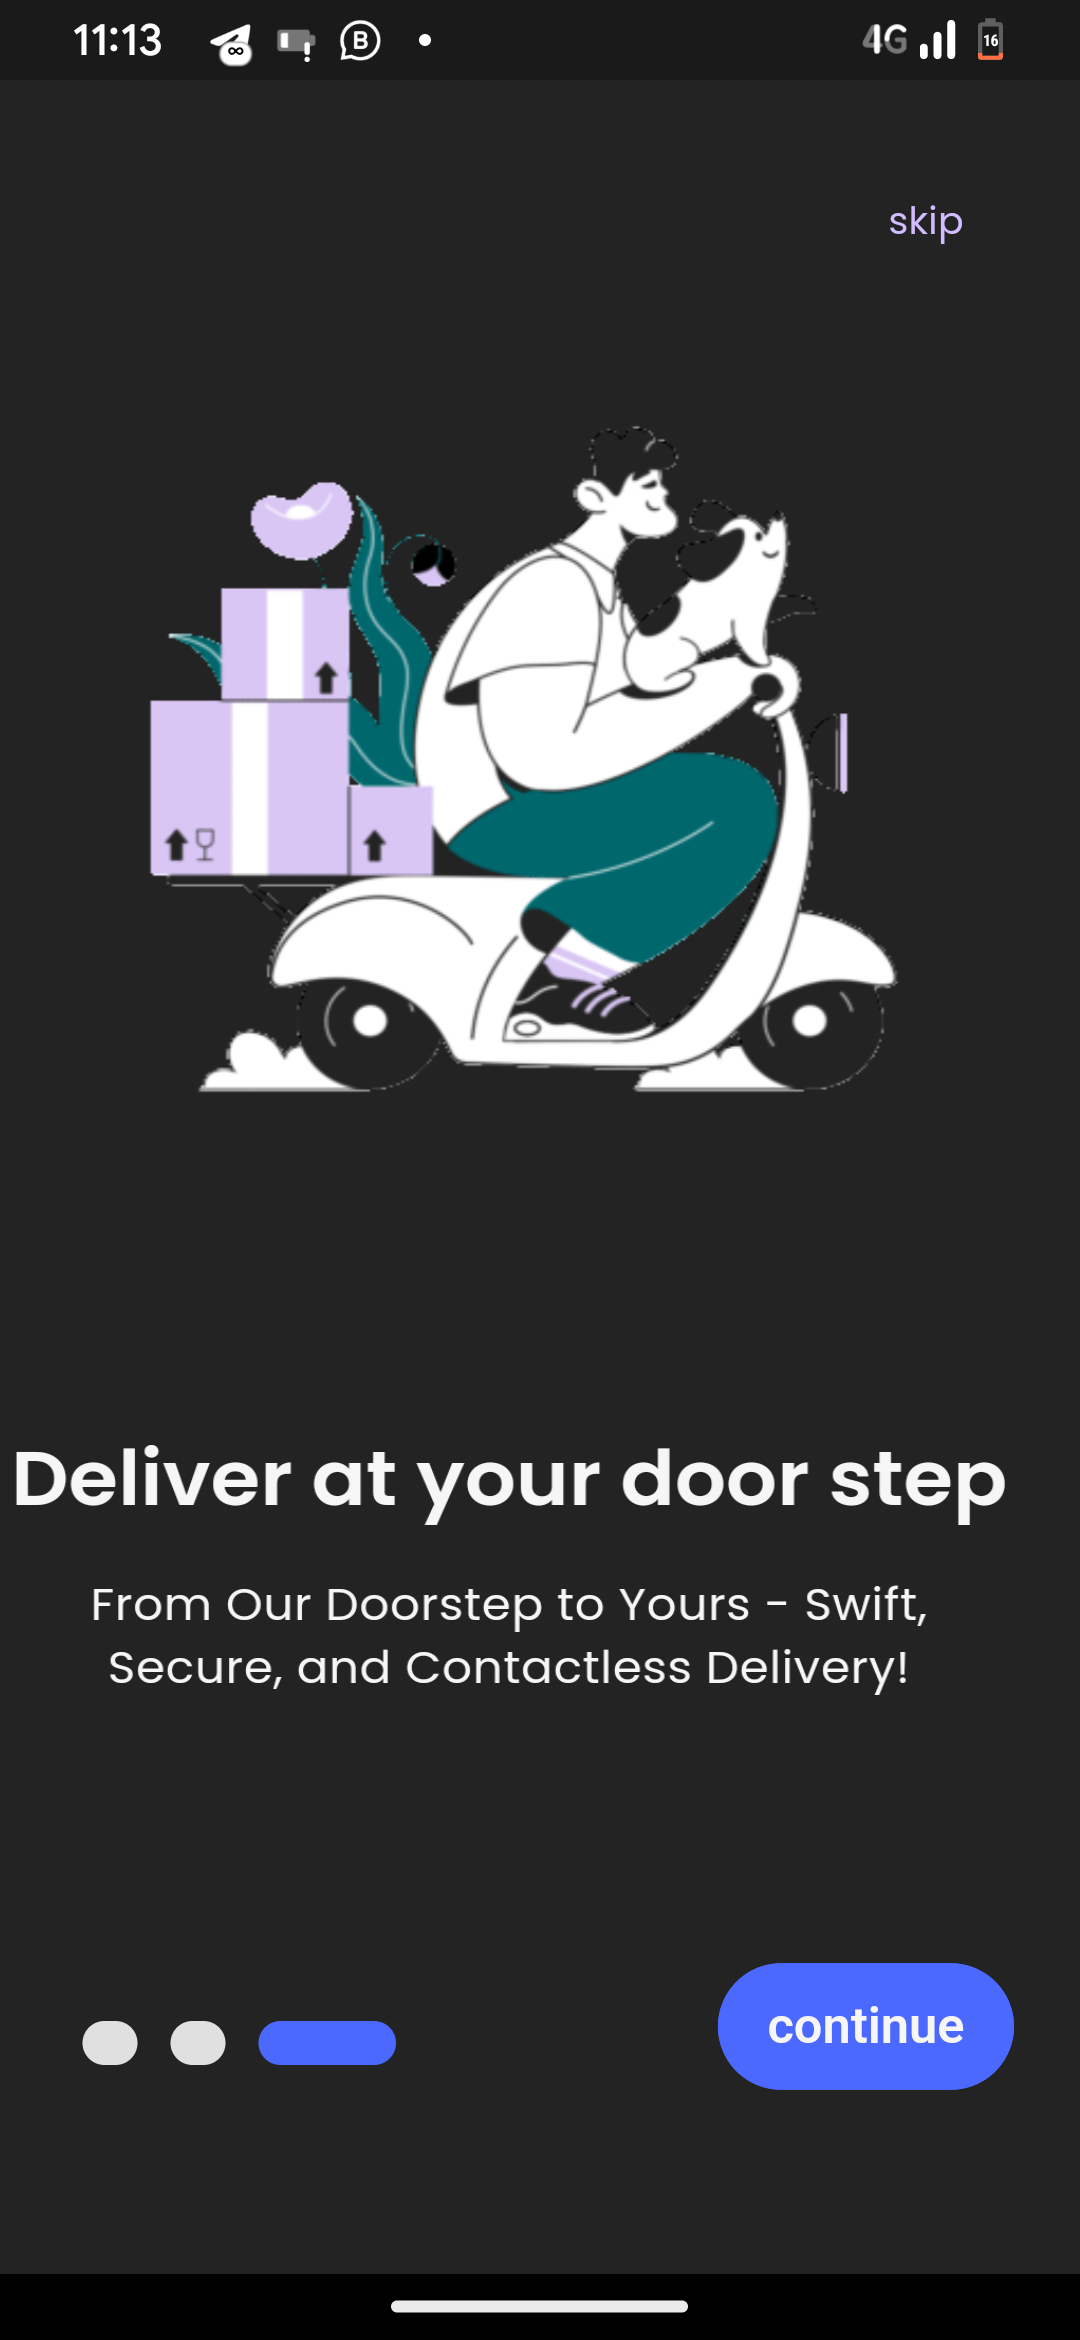 11:13
4G
16
skip
Deliver at your door step
From Our Doorstep to Yours - Swift,
Secure, and Contactless Delivery!
continue